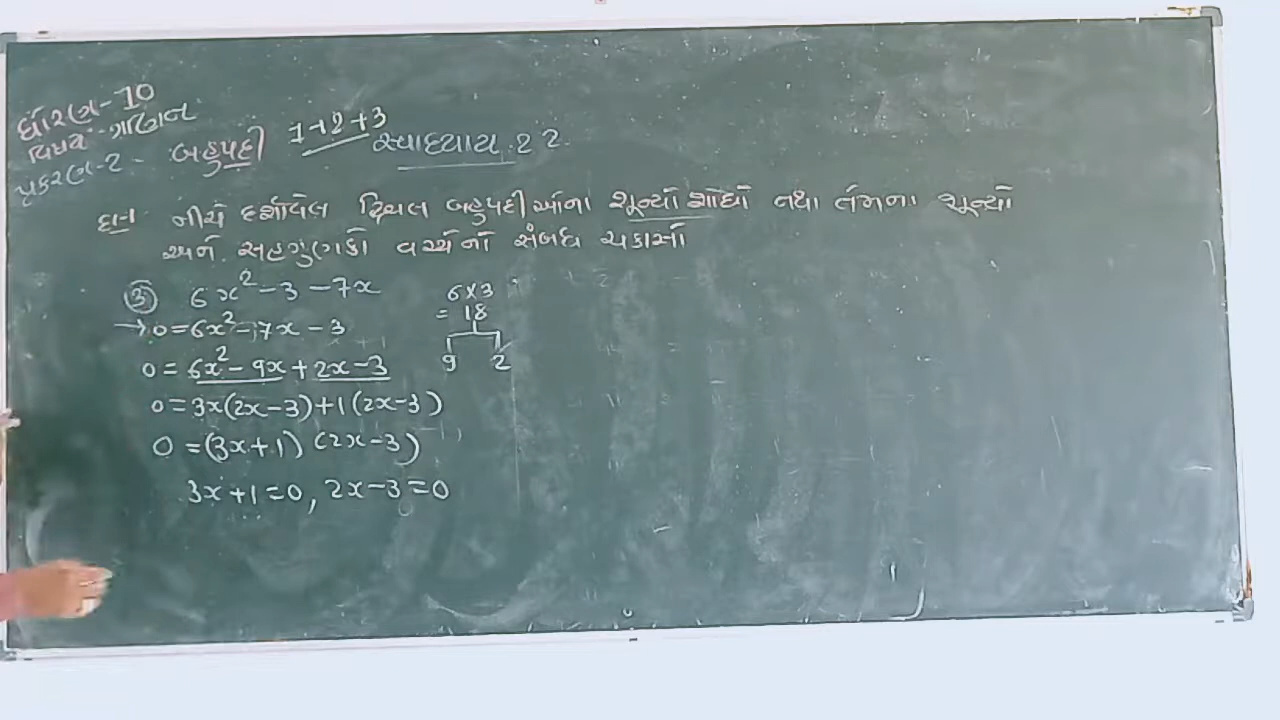 ધોરણ-10
વિષય - ગણિત
પ્રકરણ-2 - બહુપદી 1+2+3 સ્વાધ્યાય 2.2.
દા-1 નીચે દર્શાવેલ દ્વિઘાત બહુપદીઓના શૂન્યો શોધો તથા તેમના શૂન્યો
અને સહગુણકો વચ્ચેનો સંબંધ ચકાસો
③ 6x² - 3 - 7x
→ 0 = 6x² - 7x - 3
0 = 6x² - 9x + 2x - 3
0 = 3x(2x-3) + 1(2x-3)
0 = (3x+1) (2x-3)
3x+1=0, 2x-3=0
6×3
= 18
9 2